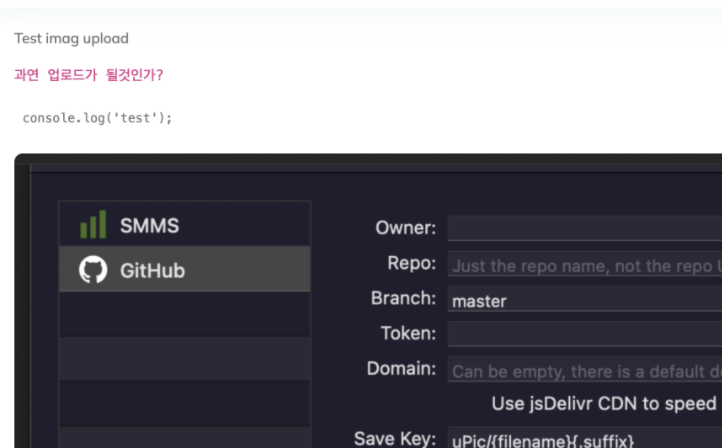 Test imag upload
과연 업로드가 될것인가?
console.log('test');
SMMS
GitHub
Owner:
Repo: Just the repo name, not the repo
Branch: master
Token:
Domain: Can be empty, there is a default
Use jsDelivr CDN to speed
Save Key: uPic/{filename}{.suffix}